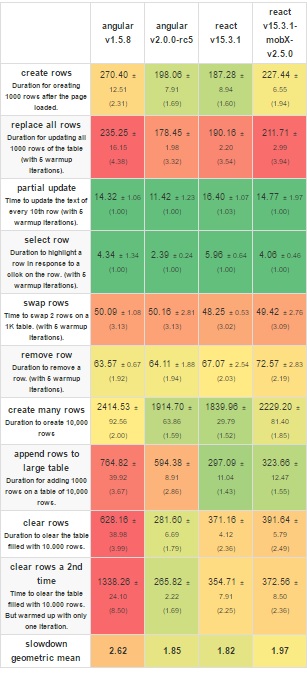 angular v1.5.8
angular v2.0.0-rc5
react v15.3.1
react v15.3.1-mobX-v2.5.0
create rows
Duration for creating 1000 rows after the page loaded.
270.40 ± 12.51 (2.31)
198.06 ± 7.91 (1.69)
187.28 ± 8.94 (1.60)
227.44 ± 6.55 (1.94)
replace all rows
Duration for updating all 1000 rows of the table (with 5 warmup iterations).
235.25 ± 16.15 (4.38)
178.45 ± 1.98 (3.32)
190.16 ± 2.20 (3.54)
211.71 ± 2.99 (3.94)
partial update
Time to update the text of every 10th row (with 5 warmup iterations).
14.32 ± 1.06 (1.00)
11.42 ± 1.23 (1.00)
16.40 ± 1.07 (1.03)
14.77 ± 1.97 (1.00)
select row
Duration to highlight a row in response to a click on the row. (with 5 warmup iterations).
4.34 ± 1.34 (1.00)
2.39 ± 0.24 (1.00)
5.96 ± 0.64 (1.00)
4.06 ± 0.46 (1.00)
swap rows
Time to swap 2 rows on a 1K table. (with 5 warmup iterations).
50.09 ± 1.08 (3.13)
50.16 ± 2.81 (3.13)
48.25 ± 0.53 (3.02)
49.42 ± 2.76 (3.09)
remove row
Duration to remove a row. (with 5 warmup iterations).
63.57 ± 0.67 (1.92)
64.11 ± 1.88 (1.94)
67.07 ± 2.54 (2.03)
72.57 ± 2.83 (2.19)
create many rows
Duration to create 10,000 rows
2414.53 ± 92.56 (2.00)
1914.70 ± 63.86 (1.59)
1839.96 ± 29.79 (1.52)
2229.20 ± 81.40 (1.85)
append rows to large table
Duration for adding 1000 rows on a table of 10,000 rows.
764.82 ± 39.92 (3.67)
594.38 ± 8.91 (2.86)
297.09 ± 11.04 (1.43)
323.66 ± 12.47 (1.55)
clear rows
Duration to clear the table filled with 10.000 rows.
628.16 ± 38.98 (3.99)
281.60 ± 6.69 (1.79)
371.16 ± 4.12 (2.36)
391.64 ± 5.79 (2.49)
clear rows a 2nd time
Time to clear the table filled with 10.000 rows. But warmed up with only one iteration.
1338.26 ± 24.10 (8.50)
265.82 ± 2.22 (1.69)
354.71 ± 7.91 (2.25)
372.56 ± 8.50 (2.36)
slowdown geometric mean
2.62
1.85
1.82
1.97